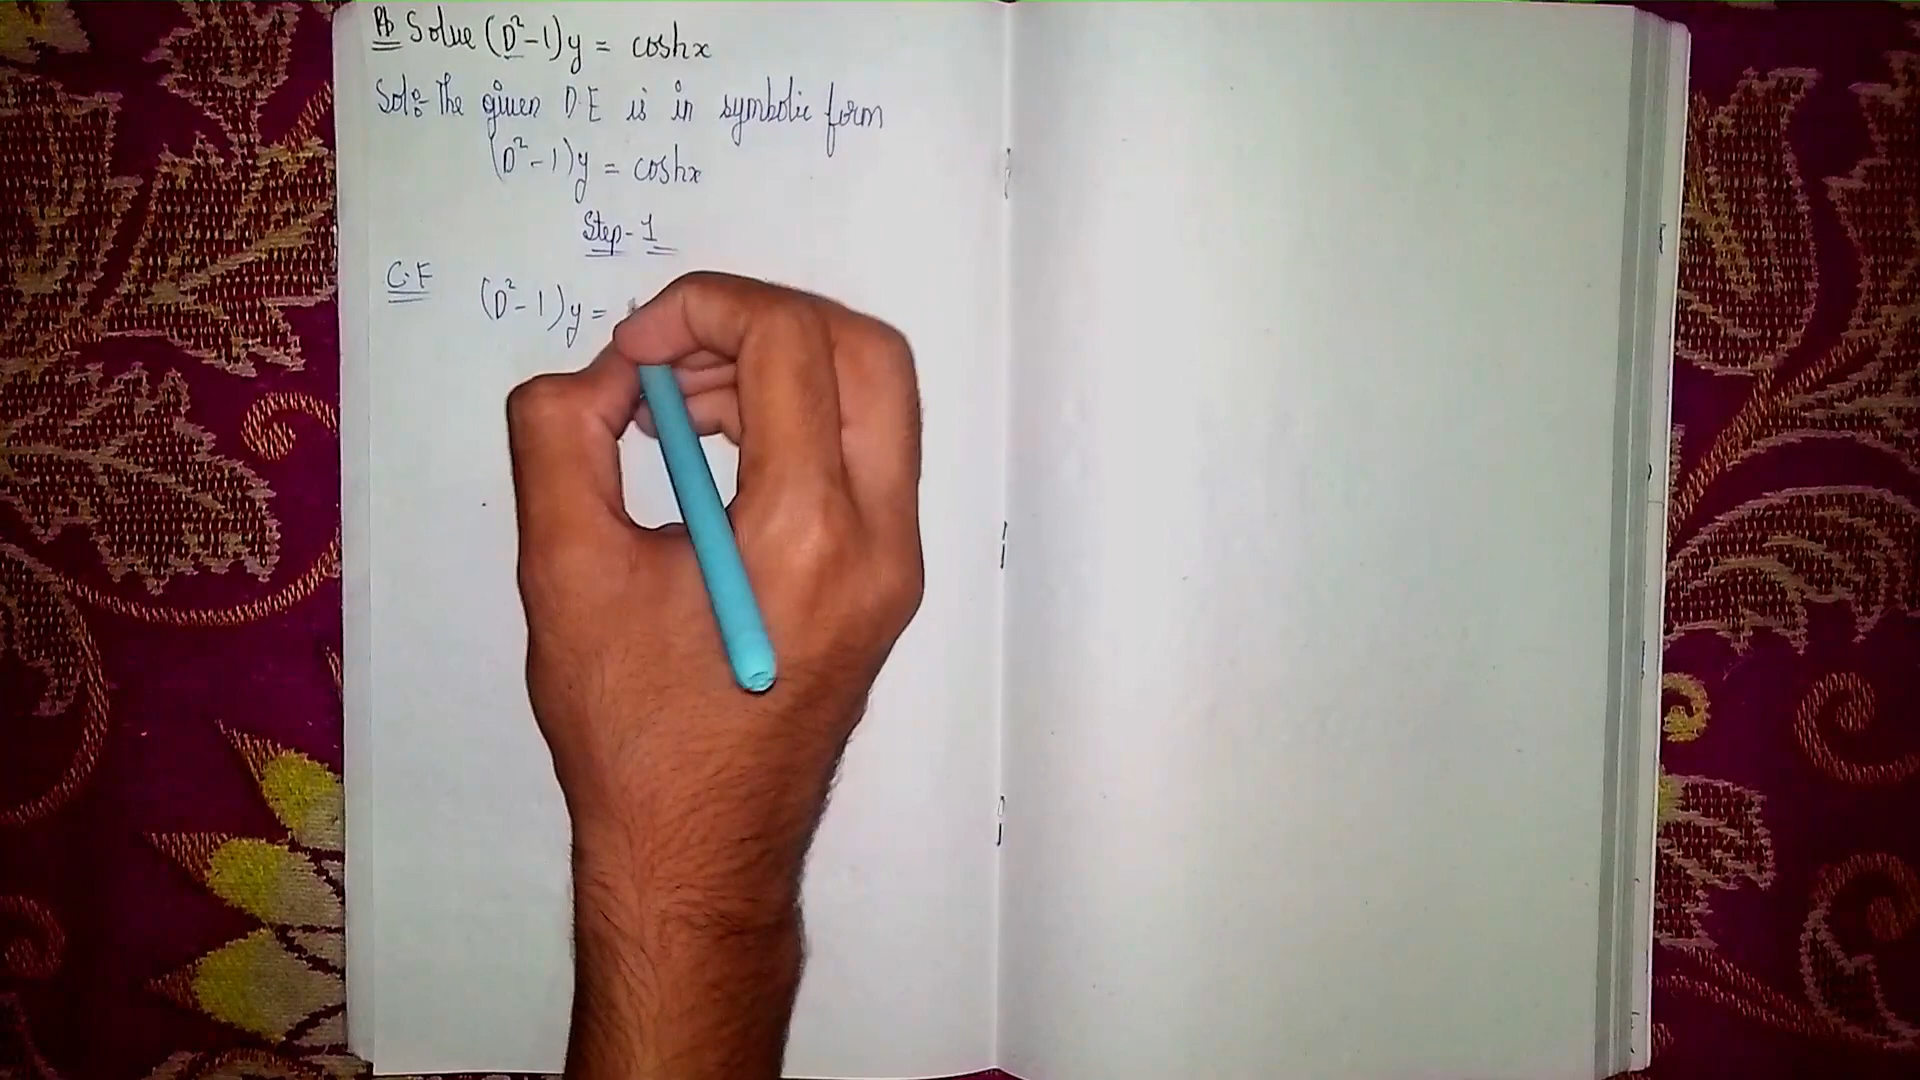 Pb Solve (D²-1)y = coshx
Sol:- The given D.E is in symbolic form
(D²-1)y = coshx
Step-1
C.F
(D²-1)y =